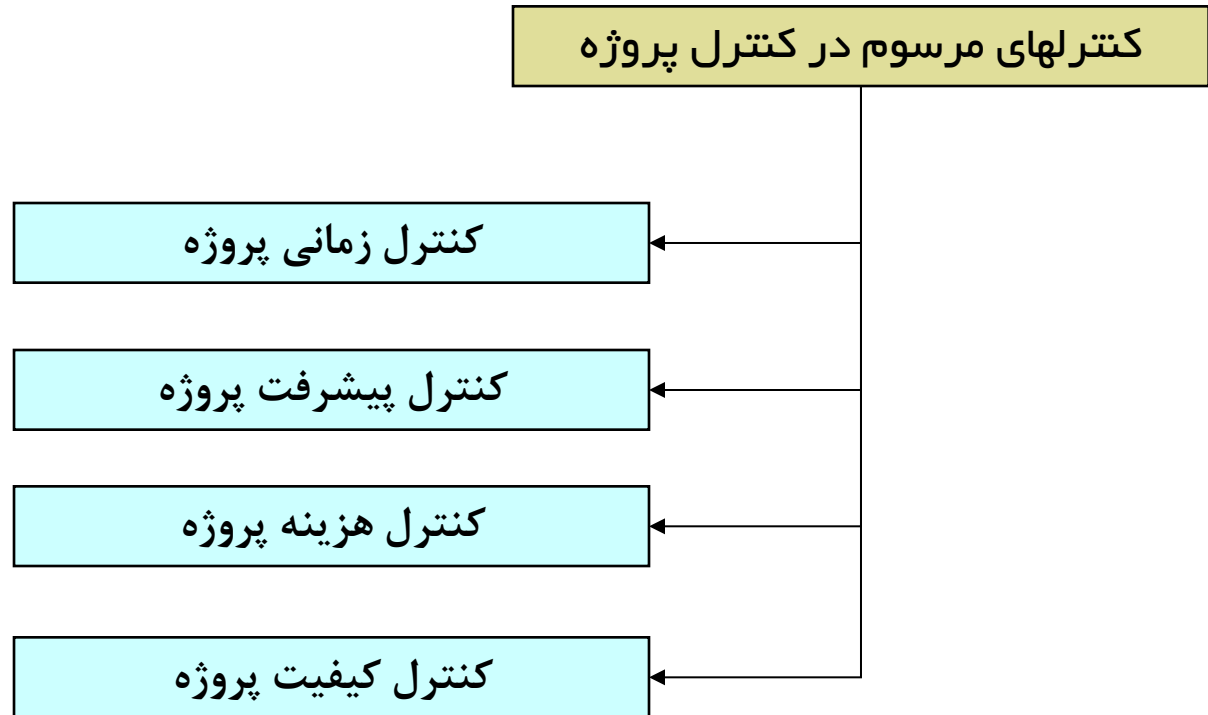 کنترلهای مرسوم در کنترل پروژه
کنترل زمانی پروژه
کنترل پیشرفت پروژه
کنترل هزینه پروژه
کنترل کیفیت پروژه